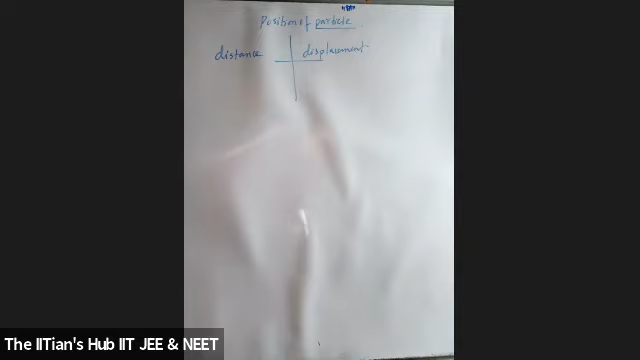 Position of particle
distance displacement
The IITian's Hub IIT JEE & NEET